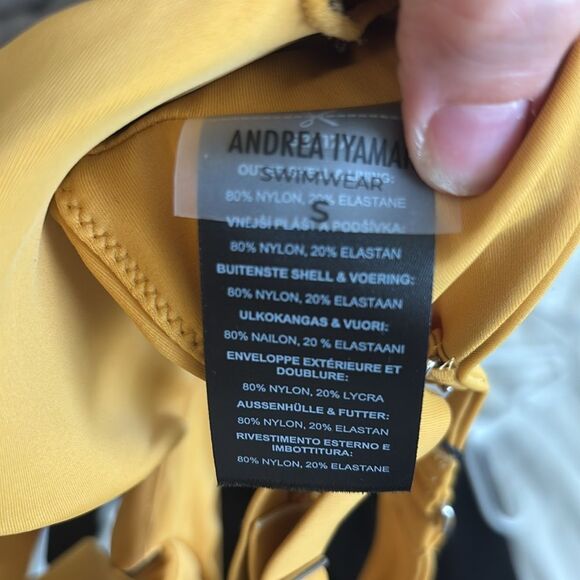 ANDREA IYAMA
SWIMWEAR
S
80% NYLON, 20% ELASTANE
VNĚJŠÍ PLÁŠŤ A PODŠÍVKA:
80% NYLON, 20% ELASTAN
BUITENSTE SHELL & VOERING:
80% NYLON, 20% ELASTAAN
ULKOKANGAS & VUORI:
80% NAILON, 20 % ELASTAANI
ENVELOPPE EXTÉRIEURE ET
DOUBLURE:
80% NYLON, 20% LYCRA
AUSSENHÜLLE & FUTTER:
80% NYLON, 20% ELASTAN
RIVESTIMENTO ESTERNO E
IMBOTTITURA:
80% NYLON, 20% ELASTANE